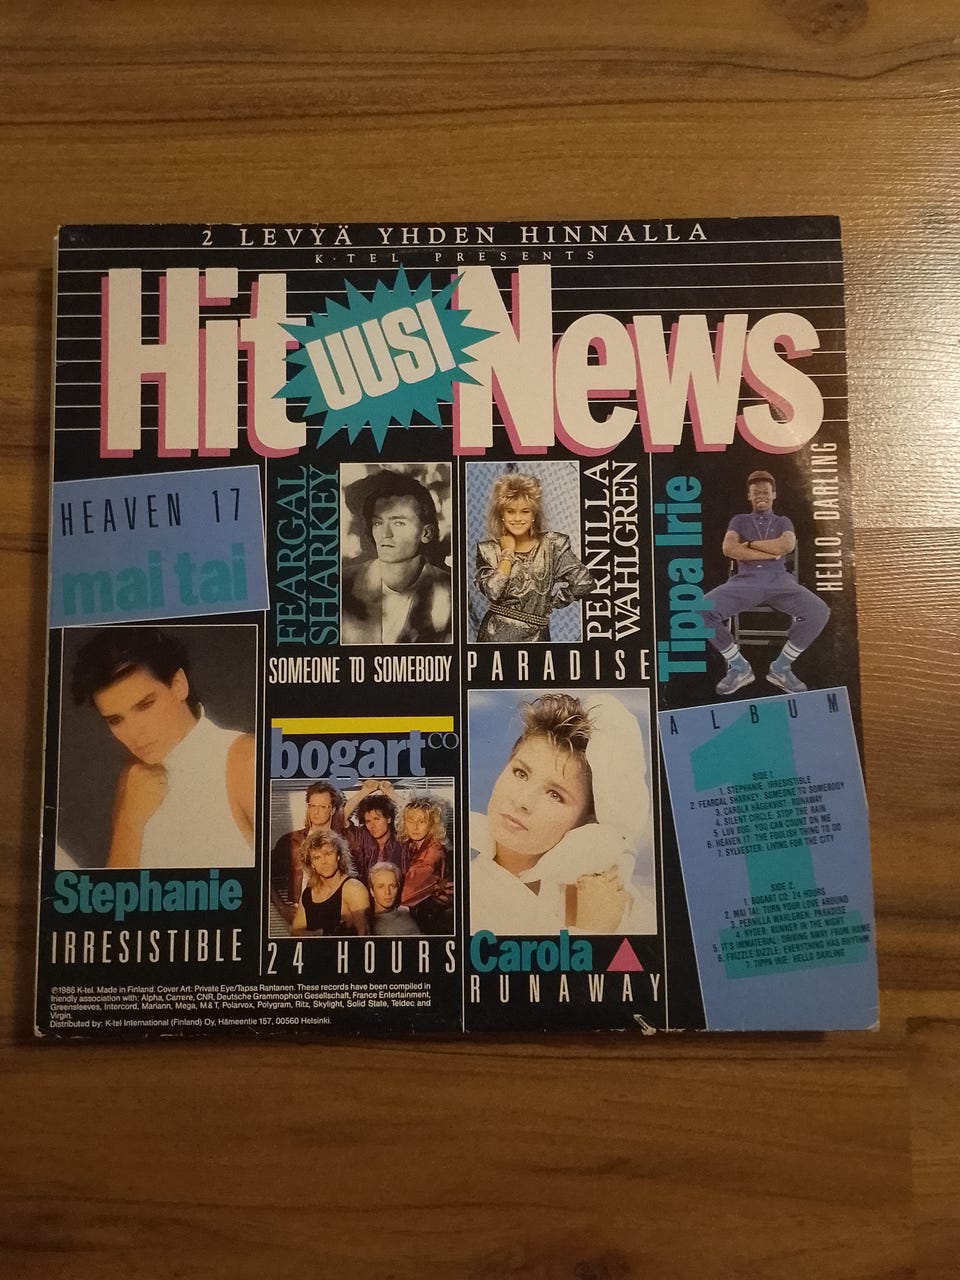 2 LEVYÄ YHDEN HINNALLA
K·TEL PRESENTS
Hit UUSI News
HEAVEN 17
mai tai
FEARGAL
SHARKEY
SOMEONE TO SOMEBODY
PERNILLA
WAHLGREN
PARADISE
Tippa Irie
HELLO, DARLING
Stephanie
IRRESISTIBLE
bogart CO
24 HOURS
Carola
RUNAWAY
ALBUM
1
SIDE 1.
1. STEPHANIE: IRRESISTIBLE
2. FEARGAL SHARKEY: SOMEONE TO SOMEBODY
3. CAROLA HÄGGKVIST: RUNAWAY
4. SILENT CIRCLE: STOP THE RAIN
5. LUV BUG: YOU CAN COUNT ON ME
6. HEAVEN 17: THE FOOLISH THING TO DO
7. SYLVESTER: LIVING FOR THE CITY
SIDE 2.
1. BOGART CO: 24 HOURS
2. MAI TAI: TURN YOUR LOVE AROUND
3. PERNILLA WAHLGREN: PARADISE
4. RYDER: RUNNER IN THE NIGHT
5. IT'S IMMATERIAL: DRIVING AWAY FROM HOME
6. FRIZZLE SIZZLE: EVERYTHING HAS RHYTHM
7. TIPPA IRIE: HELLO DARLING
©1986 K-tel. Made in Finland. Cover Art: Private Eye/Tapsa Rantanen. These records have been compiled in
friendly association with: Alpha, Carrere, CNR, Deutsche Grammophon Gesellschaft, France Entertainment,
Greensleeves, Intercord, Mariann, Mega, M&T, Polarvox, Polygram, Ritz, Skylight, Solid State, Teldec and
Virgin.
Distributed by: K-tel International (Finland) Oy, Hämeentie 157, 00560 Helsinki.